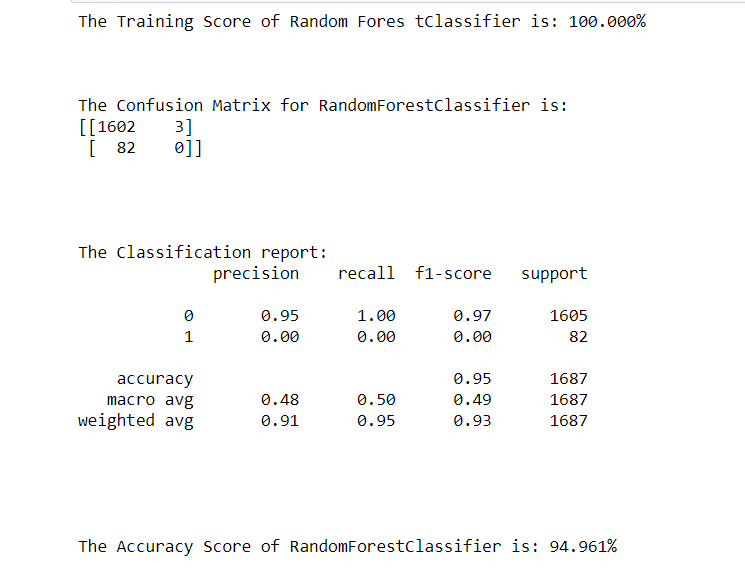 The Training Score of Random Fores tClassifier is: 100.000%
The Confusion Matrix for RandomForestClassifier is:
[[1602    3]
 [  82    0]]
The Classification report:
              precision    recall  f1-score   support
           0       0.95      1.00      0.97      1605
           1       0.00      0.00      0.00        82
    accuracy                           0.95      1687
   macro avg       0.48      0.50      0.49      1687
weighted avg       0.91      0.95      0.93      1687
The Accuracy Score of RandomForestClassifier is: 94.961%